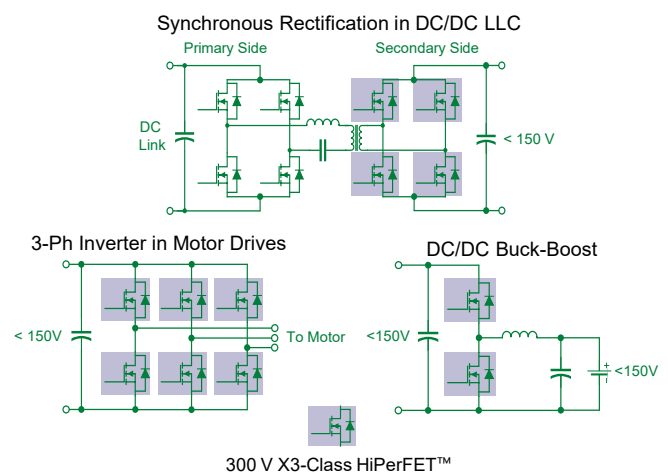 Synchronous Rectification in DC/DC LLC
Primary Side
Secondary Side
DC
Link
< 150 V
3-Ph Inverter in Motor Drives
< 150V
To Motor
DC/DC Buck-Boost
<150V
+
<150V
300 V X3-Class HiPerFET™